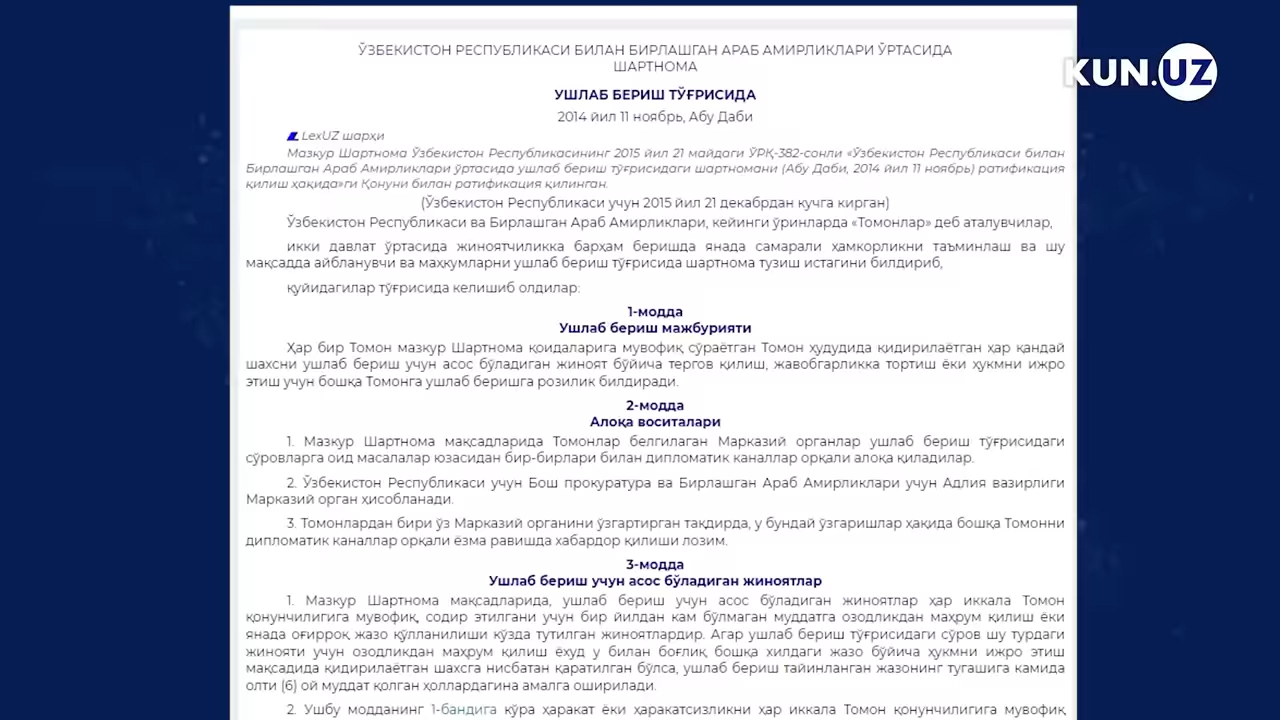 ЎЗБЕКИСТОН РЕСПУБЛИКАСИ БИЛАН БИРЛАШГАН АРАБ АМИРЛИКЛАРИ ЎРТАСИДА
ШАРТНОМА
KUN.UZ
УШЛАБ БЕРИШ ТЎҒРИСИДА
2014 йил 11 ноябрь, Абу Даби
LexUZ шарҳи
Мазкур Шартнома Ўзбекистон Республикасининг 2015 йил 21 майдаги ЎРҚ-382-сонли «Ўзбекистон Республикаси билан
Бирлашган Араб Амирликлари ўртасида ушлаб бериш тўғрисидаги шартномани (Абу Даби, 2014 йил 11 ноябрь) ратификация
қилиш ҳақида»ги Қонуни билан ратификация қилинган.
(Ўзбекистон Республикаси учун 2015 йил 21 декабрдан кучга кирган)
Ўзбекистон Республикаси ва Бирлашган Араб Амирликлари, кейинги ўринларда «Томонлар» деб аталувчилар,
икки давлат ўртасида жиноятчиликка барҳам беришда янада самарали ҳамкорликни таъминлаш ва шу
мақсадда айбланувчи ва маҳкумларни ушлаб бериш тўғрисида шартнома тузиш истагини билдириб,
қуйидагилар тўғрисида келишиб олдилар:
1-модда
Ушлаб бериш мажбурияти
Ҳар бир Томон мазкур Шартнома қоидаларига мувофиқ сўраётган Томон ҳудудида қидирилаётган ҳар қандай
шахсни ушлаб бериш учун асос бўладиган жиноят бўйича тергов қилиш, жавобгарликка тортиш ёки ҳукмни ижро
этиш учун бошқа Томонга ушлаб беришга розилик билдиради.
2-модда
Алоқа воситалари
1. Мазкур Шартнома мақсадларида Томонлар белгилаган Марказий органлар ушлаб бериш тўғрисидаги
сўровларга оид масалалар юзасидан бир-бирлари билан дипломатик каналлар орқали алоқа қиладилар.
2. Ўзбекистон Республикаси учун Бош прокуратура ва Бирлашган Араб Амирликлари учун Адлия вазирлиги
Марказий орган ҳисобланади.
3. Томонлардан бири ўз Марказий органини ўзгартирган тақдирда, у бундай ўзгаришлар ҳақида бошқа Томонни
дипломатик каналлар орқали ёзма равишда хабардор қилиши лозим.
3-модда
Ушлаб бериш учун асос бўладиган жиноятлар
1. Мазкур Шартнома мақсадларида, ушлаб бериш учун асос бўладиган жиноятлар ҳар иккала Томон
қонунчилигига мувофиқ, содир этилгани учун бир йилдан кам бўлмаган муддатга озодликдан маҳрум қилиш ёки
янада оғирроқ жазо қўлланилиши кўзда тутилган жиноятлардир. Агар ушлаб бериш тўғрисидаги сўров шу турдаги
жинояти учун озодликдан маҳрум қилиш ёхуд у билан боғлиқ бошқа хилдаги жазо бўйича ҳукмни ижро этиш
мақсадида қидирилаётган шахсга нисбатан қаратилган бўлса, ушлаб бериш тайинланган жазонинг тугашига камида
олти (6) ой муддат қолган ҳоллардагина амалга оширилади.
2. Ушбу модданинг 1-бандига кўра ҳаракат ёки ҳаракатсизликни ҳар иккала Томон қонунчилигига мувофиқ